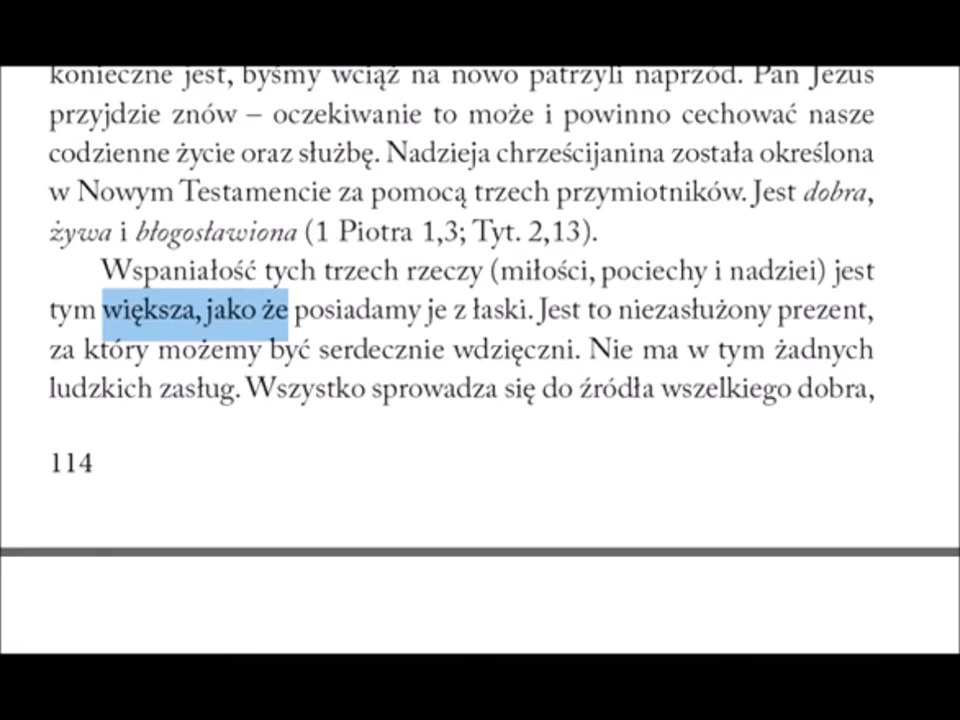 konieczne jest, byśmy wciąż na nowo patrzyli naprzód. Pan Jezus
przyjdzie znów – oczekiwanie to może i powinno cechować nasze
codzienne życie oraz służbę. Nadzieja chrześcijanina została określona
w Nowym Testamencie za pomocą trzech przymiotników. Jest dobra,
żywa i błogosławiona (1 Piotra 1,3; Tyt. 2,13).
Wspaniałość tych trzech rzeczy (miłości, pociechy i nadziei) jest
tym większa, jako że posiadamy je z łaski. Jest to niezasłużony prezent,
za który możemy być serdecznie wdzięczni. Nie ma w tym żadnych
ludzkich zasług. Wszystko sprowadza się do źródła wszelkiego dobra,
114